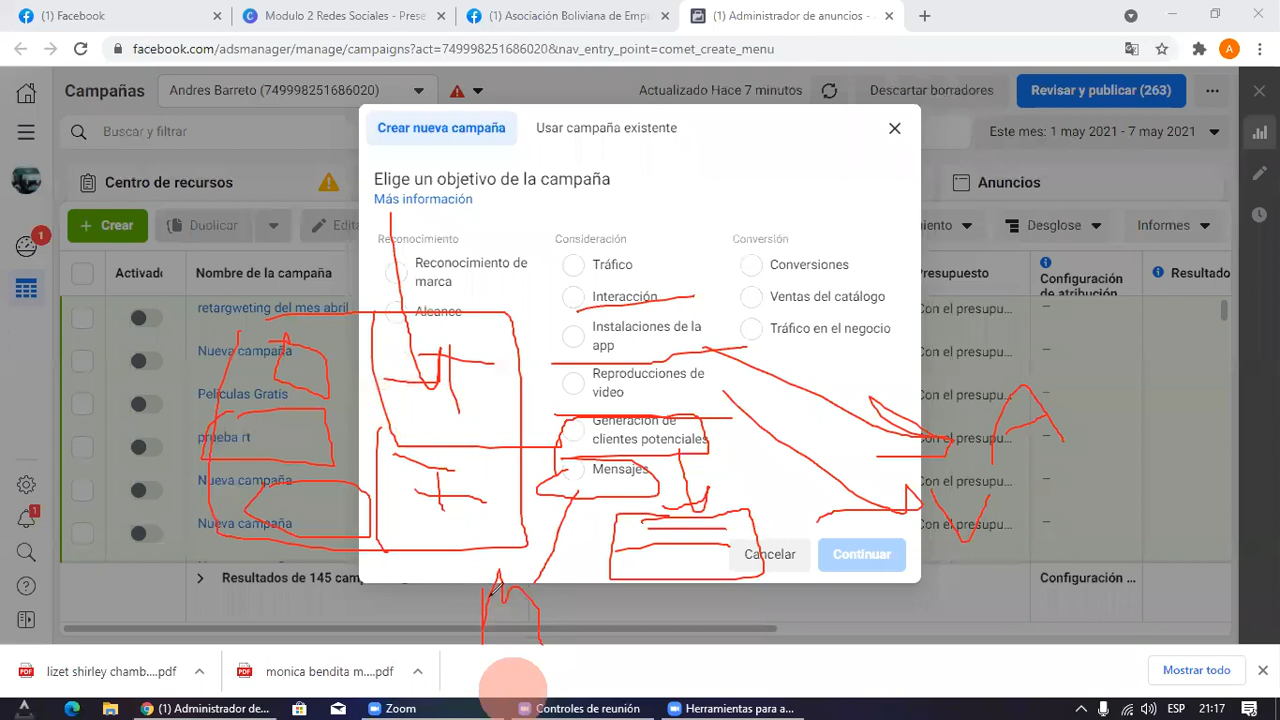 (1) Facebook
Modulo 2 Redes Sociales - Prese
(1) Asociación Boliviana de Empr
(1) Administrador de anuncios -
facebook.com/adsmanager/manage/campaigns?act=749998251686020&nav_entry_point=comet_create_menu
A
Campañas
Andres Barreto (749998251686020)
Actualizado Hace 7 minutos
Descartar borradores
Revisar y publicar (263)
Buscar y filtrar
Este mes: 1 may 2021 - 7 may 2021
Centro de recursos
Anuncios
+ Crear
Duplicar
Edita
Desglose
Informes
Activado
Nombre de la campaña
Presupuesto
Configuración de atribución
Resultado
retargweting del mes abril
Con el presupu...
Nueva campaña
Con el presupu...
Peliculas Gratis
Con el presupu...
prueba rt
Con el presupu...
Nueva campaña
Con el presupu...
Nueva campaña
Con el presupu...
Resultados de 145 cam
Configuración ...
Crear nueva campaña
Usar campaña existente
Elige un objetivo de la campaña
Más información
Reconocimiento
Reconocimiento de
marca
Alcance
Consideración
Tráfico
Interacción
Instalaciones de la
app
Reproducciones de
video
Generación de
clientes potenciales
Mensajes
Conversión
Conversiones
Ventas del catálogo
Tráfico en el negocio
Cancelar
Continuar
A
V
m
1
1
lizet shirley chamb....pdf
monica bendita m....pdf
Mostrar todo
(1) Administrador de...
Zoom
Controles de reunión
Herramientas para a...
ESP
21:17